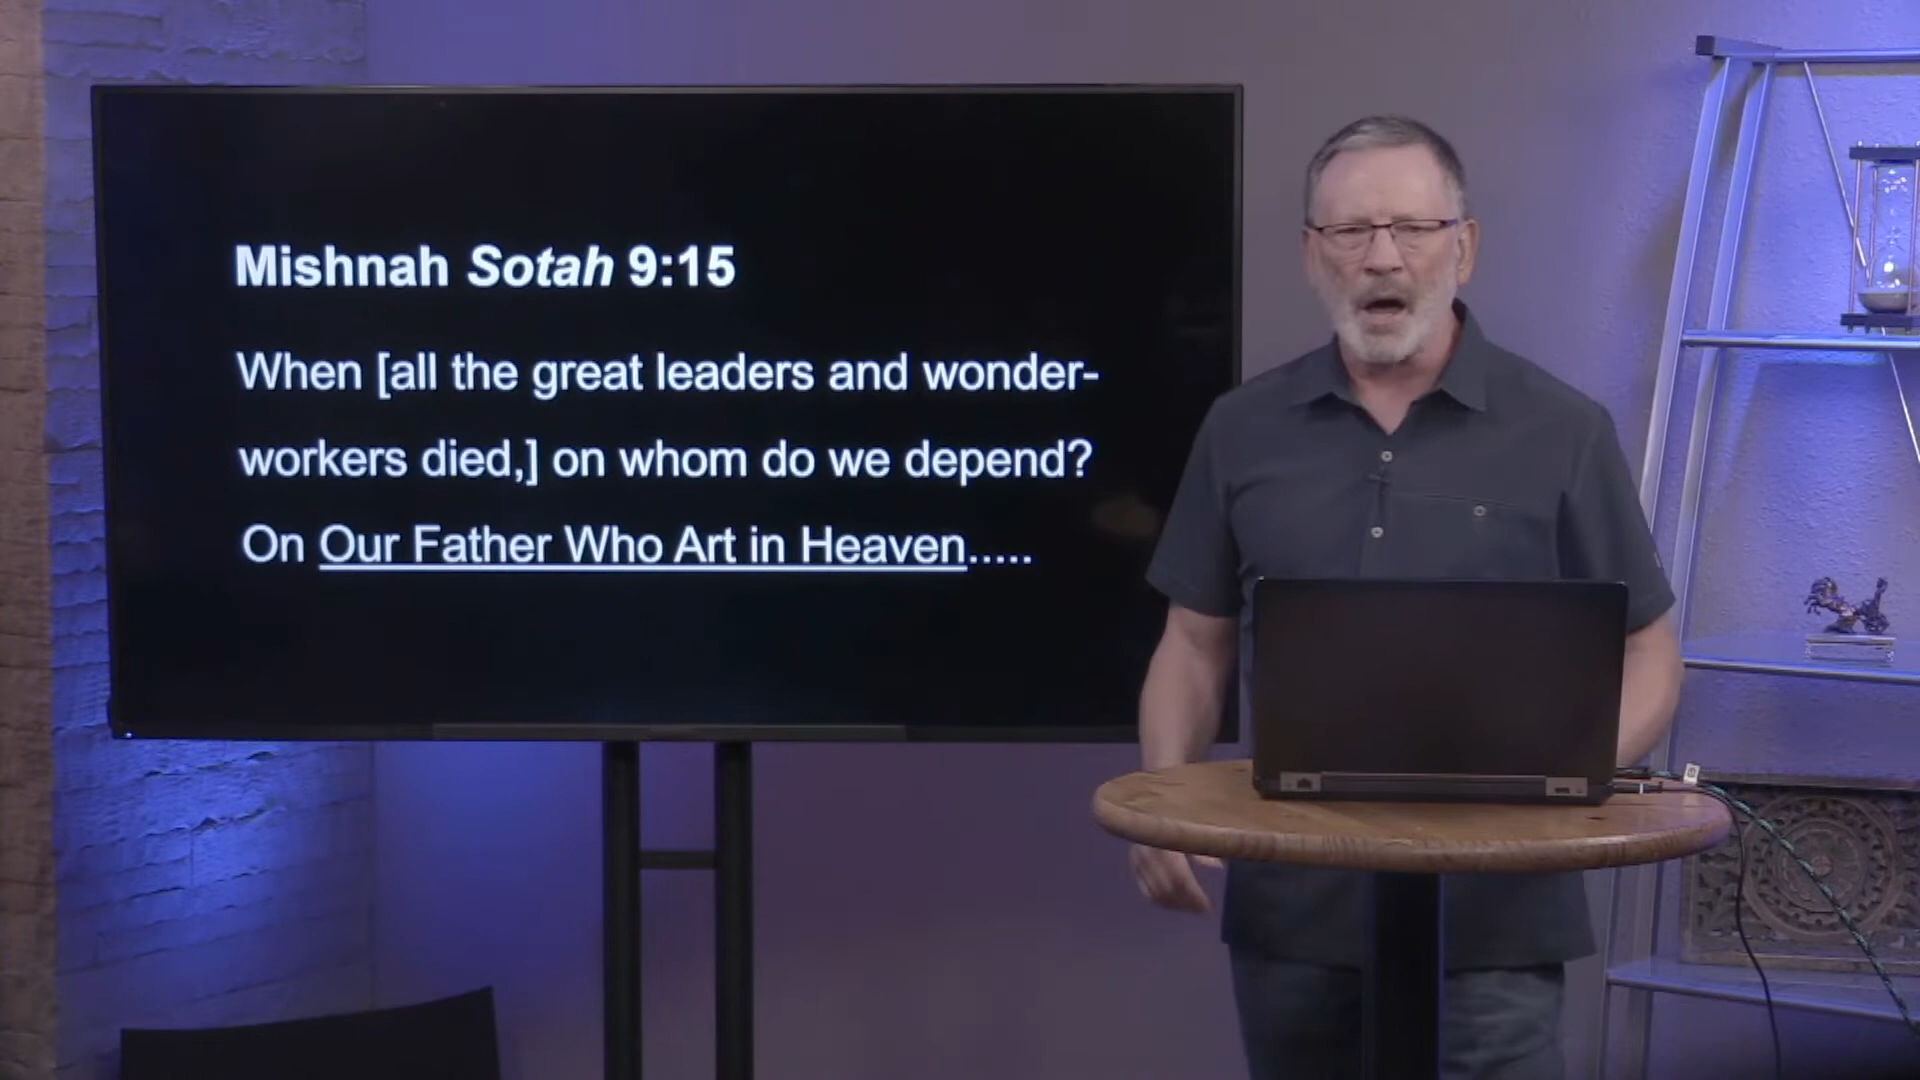 Mishnah Sotah 9:15
When [all the great leaders and wonder-
workers died,] on whom do we depend?
On Our Father Who Art in Heaven.....